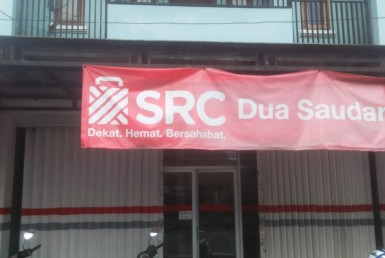 SRC Dua Saudar
Dekat. Hemat. Bersahabat.